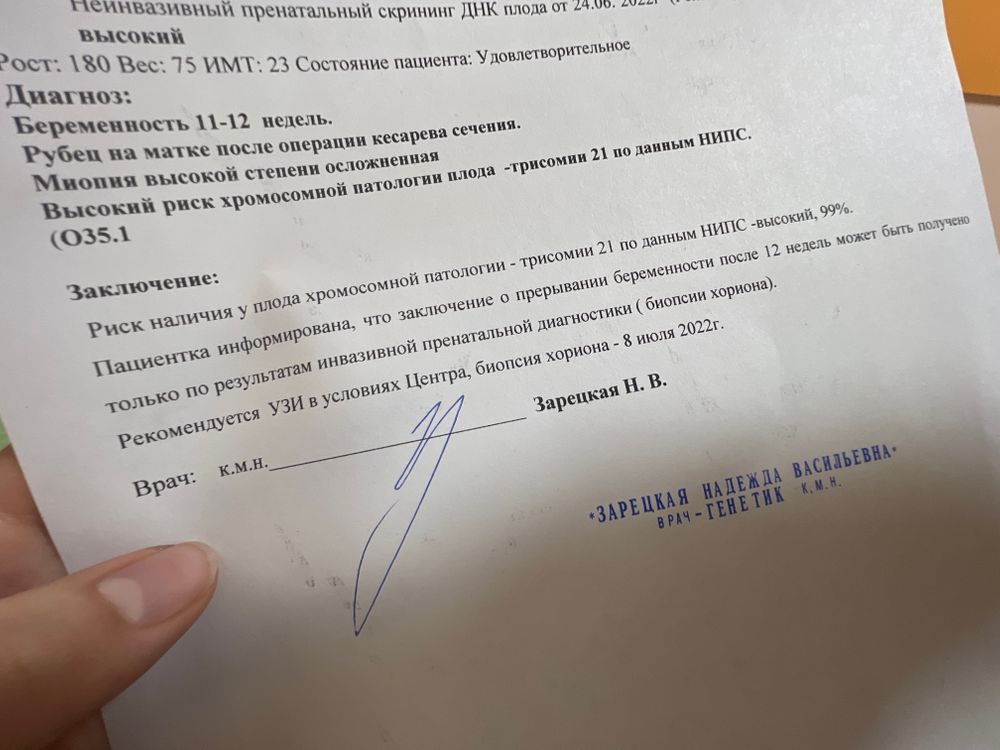 Неинвазивный пренатальный скрининг ДНК плода от 24.06. 2022г
высокий
Рост: 180 Вес: 75 ИМТ: 23 Состояние пациента: Удовлетворительное
Диагноз:
Беременность 11-12 недель.
Рубец на матке после операции кесарева сечения.
Миопия высокой степени осложненная
Высокий риск хромосомной патологии плода -трисомии 21 по данным НИПС.
(О35.1
Заключение:
Риск наличия у плода хромосомной патологии - трисомии 21 по данным НИПС -высокий, 99%.
Пациентка информирована, что заключение о прерывании беременности после 12 недель может быть получено
только по результатам инвазивной пренатальной диагностики ( биопсии хориона).
Рекомендуется УЗИ в условиях Центра, биопсия хориона - 8 июля 2022г.
Врач: к.м.н. Зарецкая Н. В.
*ЗАРЕЦКАЯ НАДЕЖДА ВАСИЛЬЕВНА*
ВРАЧ-ГЕНЕТИК К.М.Н.